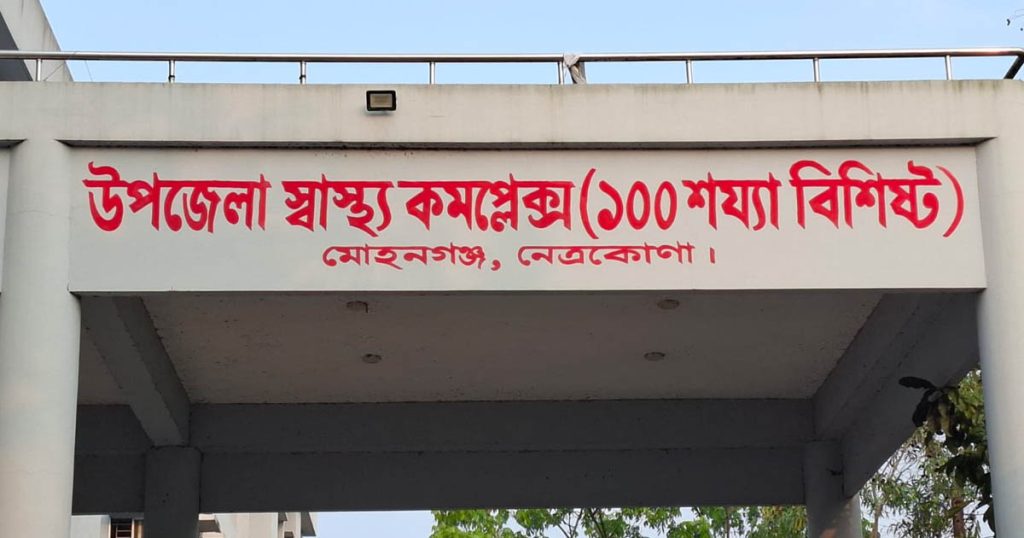 উপজেলা স্বাস্থ্য কমপ্লেক্স (১০০ শয্যা বিশিষ্ট)
মোহনগঞ্জ, নেত্রকোণা।